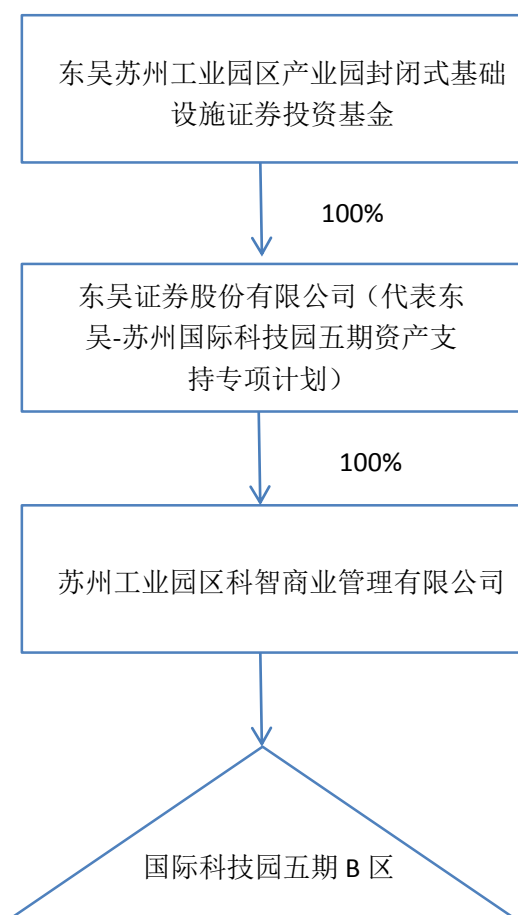 东吴苏州工业园区产业园封闭式基础
设施证券投资基金
100%
东吴证券股份有限公司（代表东
吴-苏州国际科技园五期资产支
持专项计划）
100%
苏州工业园区科智商业管理有限公司
国际科技园五期 B 区